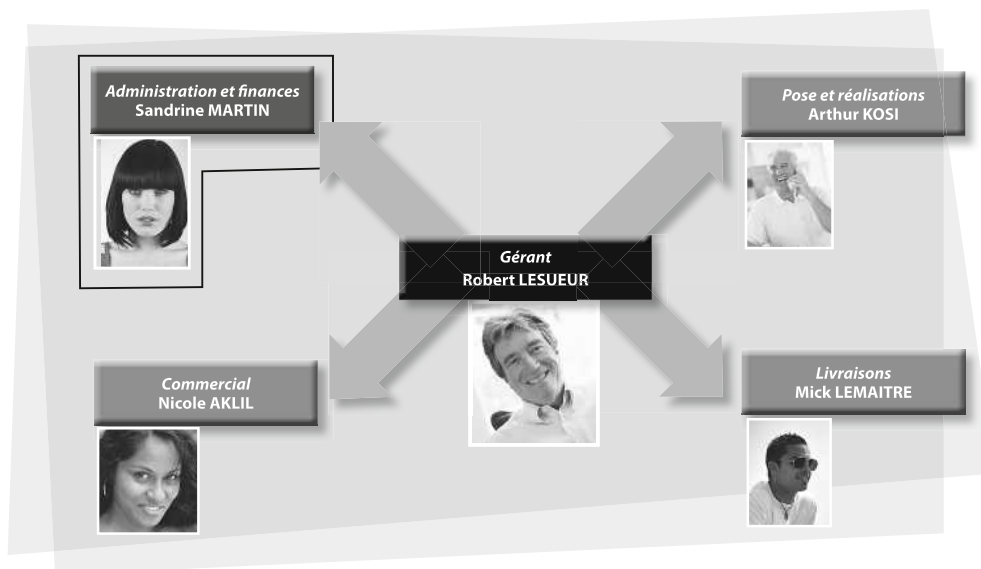 Administration et finances
Sandrine MARTIN
Pose et réalisations
Arthur KOSI
Gérant
Robert LESUEUR
Commercial
Nicole AKLIL
Livraisons
Mick LEMAITRE